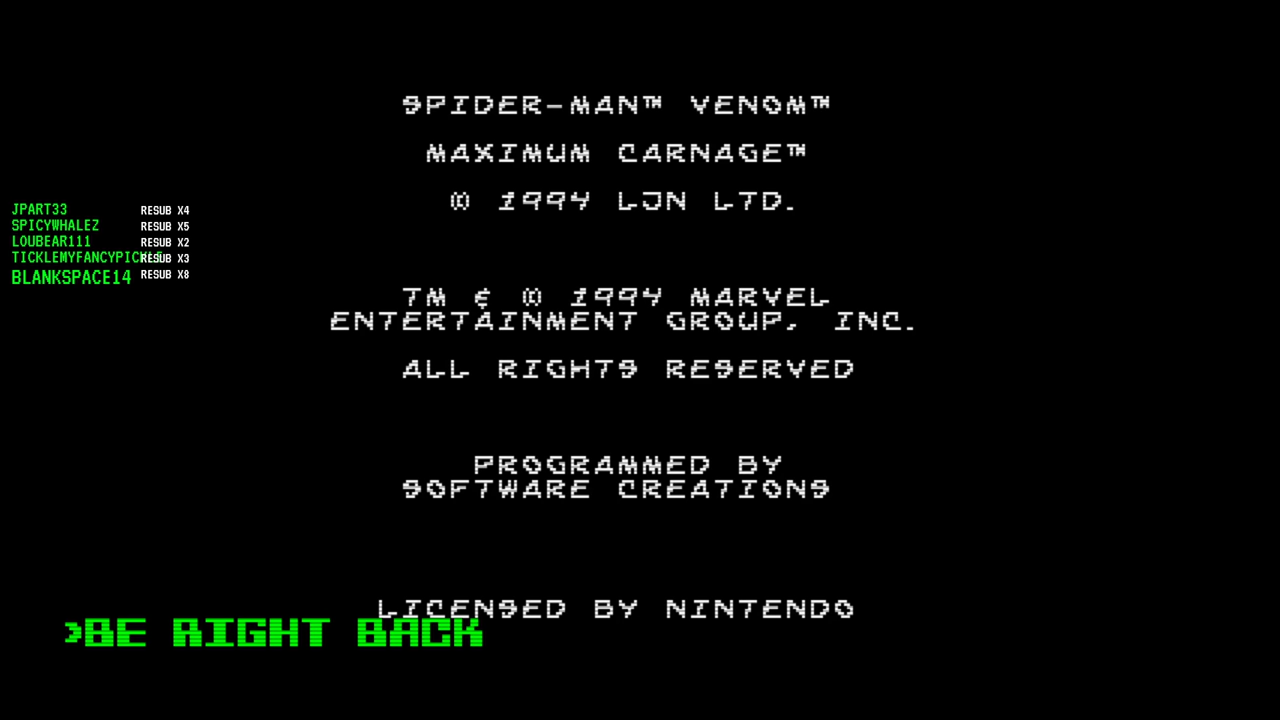 SPIDER-MAN™ VENOM™
MAXIMUM CARNAGE™
© 1994 LJN LTD.
JPART33 RESUB X4
SPICYWHALEZ RESUB X5
LOUBEAR111 RESUB X2
TICKLEMYFANCYPICKLE RESUB X3
BLANKSPACE14 RESUB X8
TM & © 1994 MARVEL
ENTERTAINMENT GROUP, INC.
ALL RIGHTS RESERVED
PROGRAMMED BY
SOFTWARE CREATIONS
LICENSED BY NINTENDO
>BE RIGHT BACK